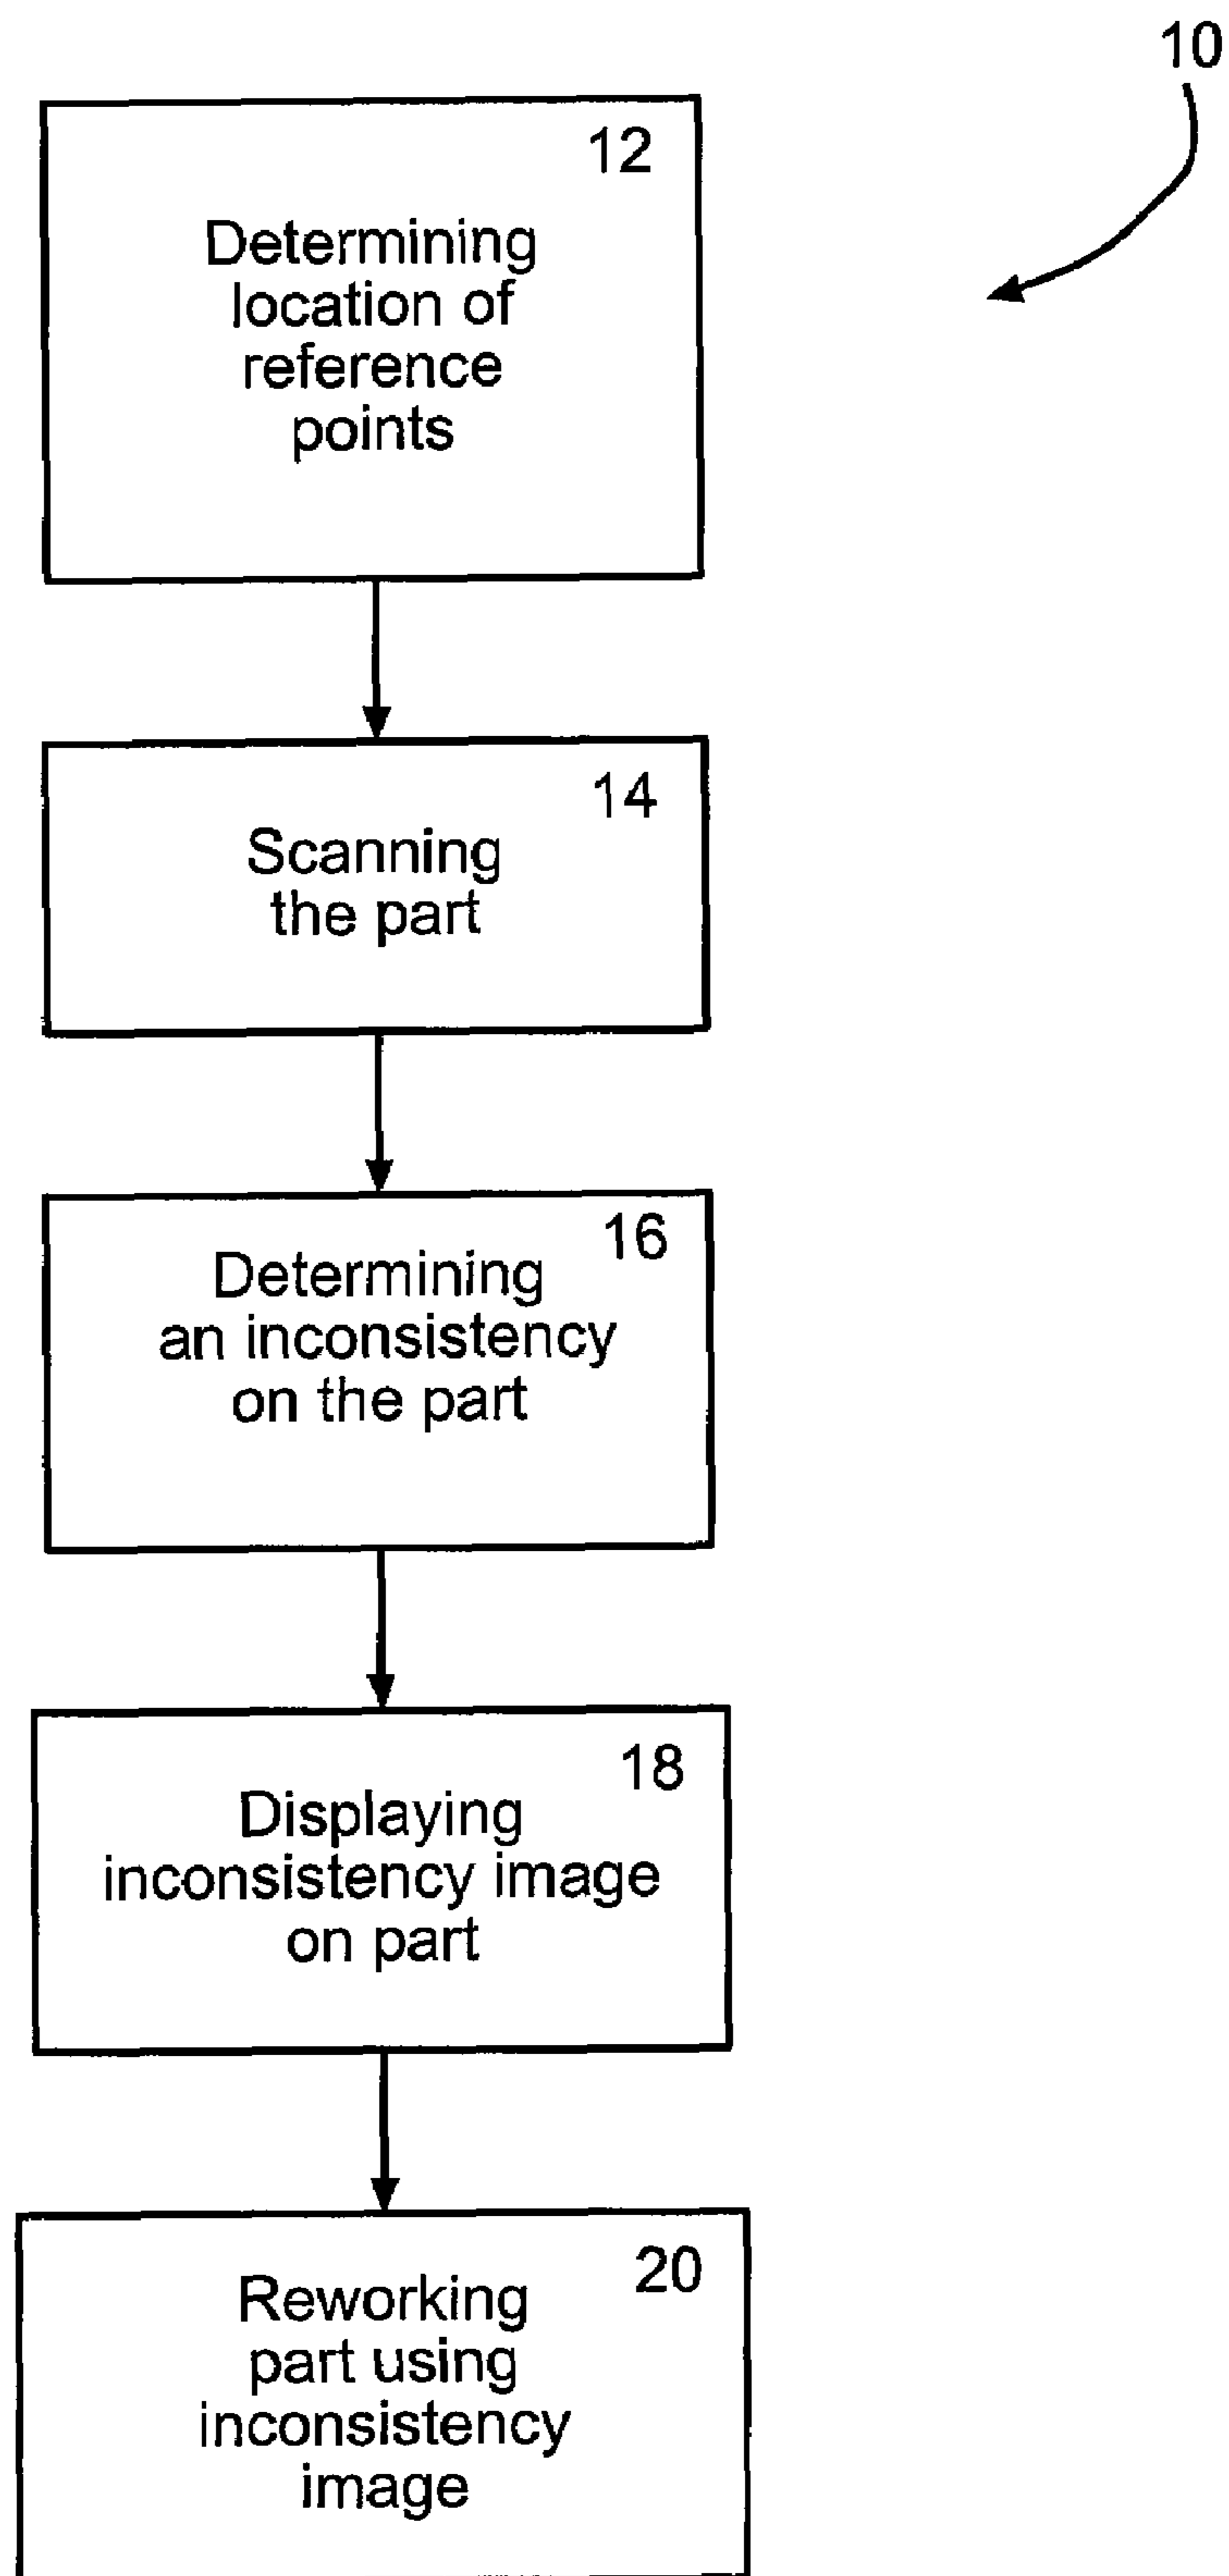 10
12
Determining
location of
reference
points
14
Scanning
the part
16
Determining
an inconsistency
on the part
18
Displaying
inconsistency image
on part
20
Reworking
part using
inconsistency
image